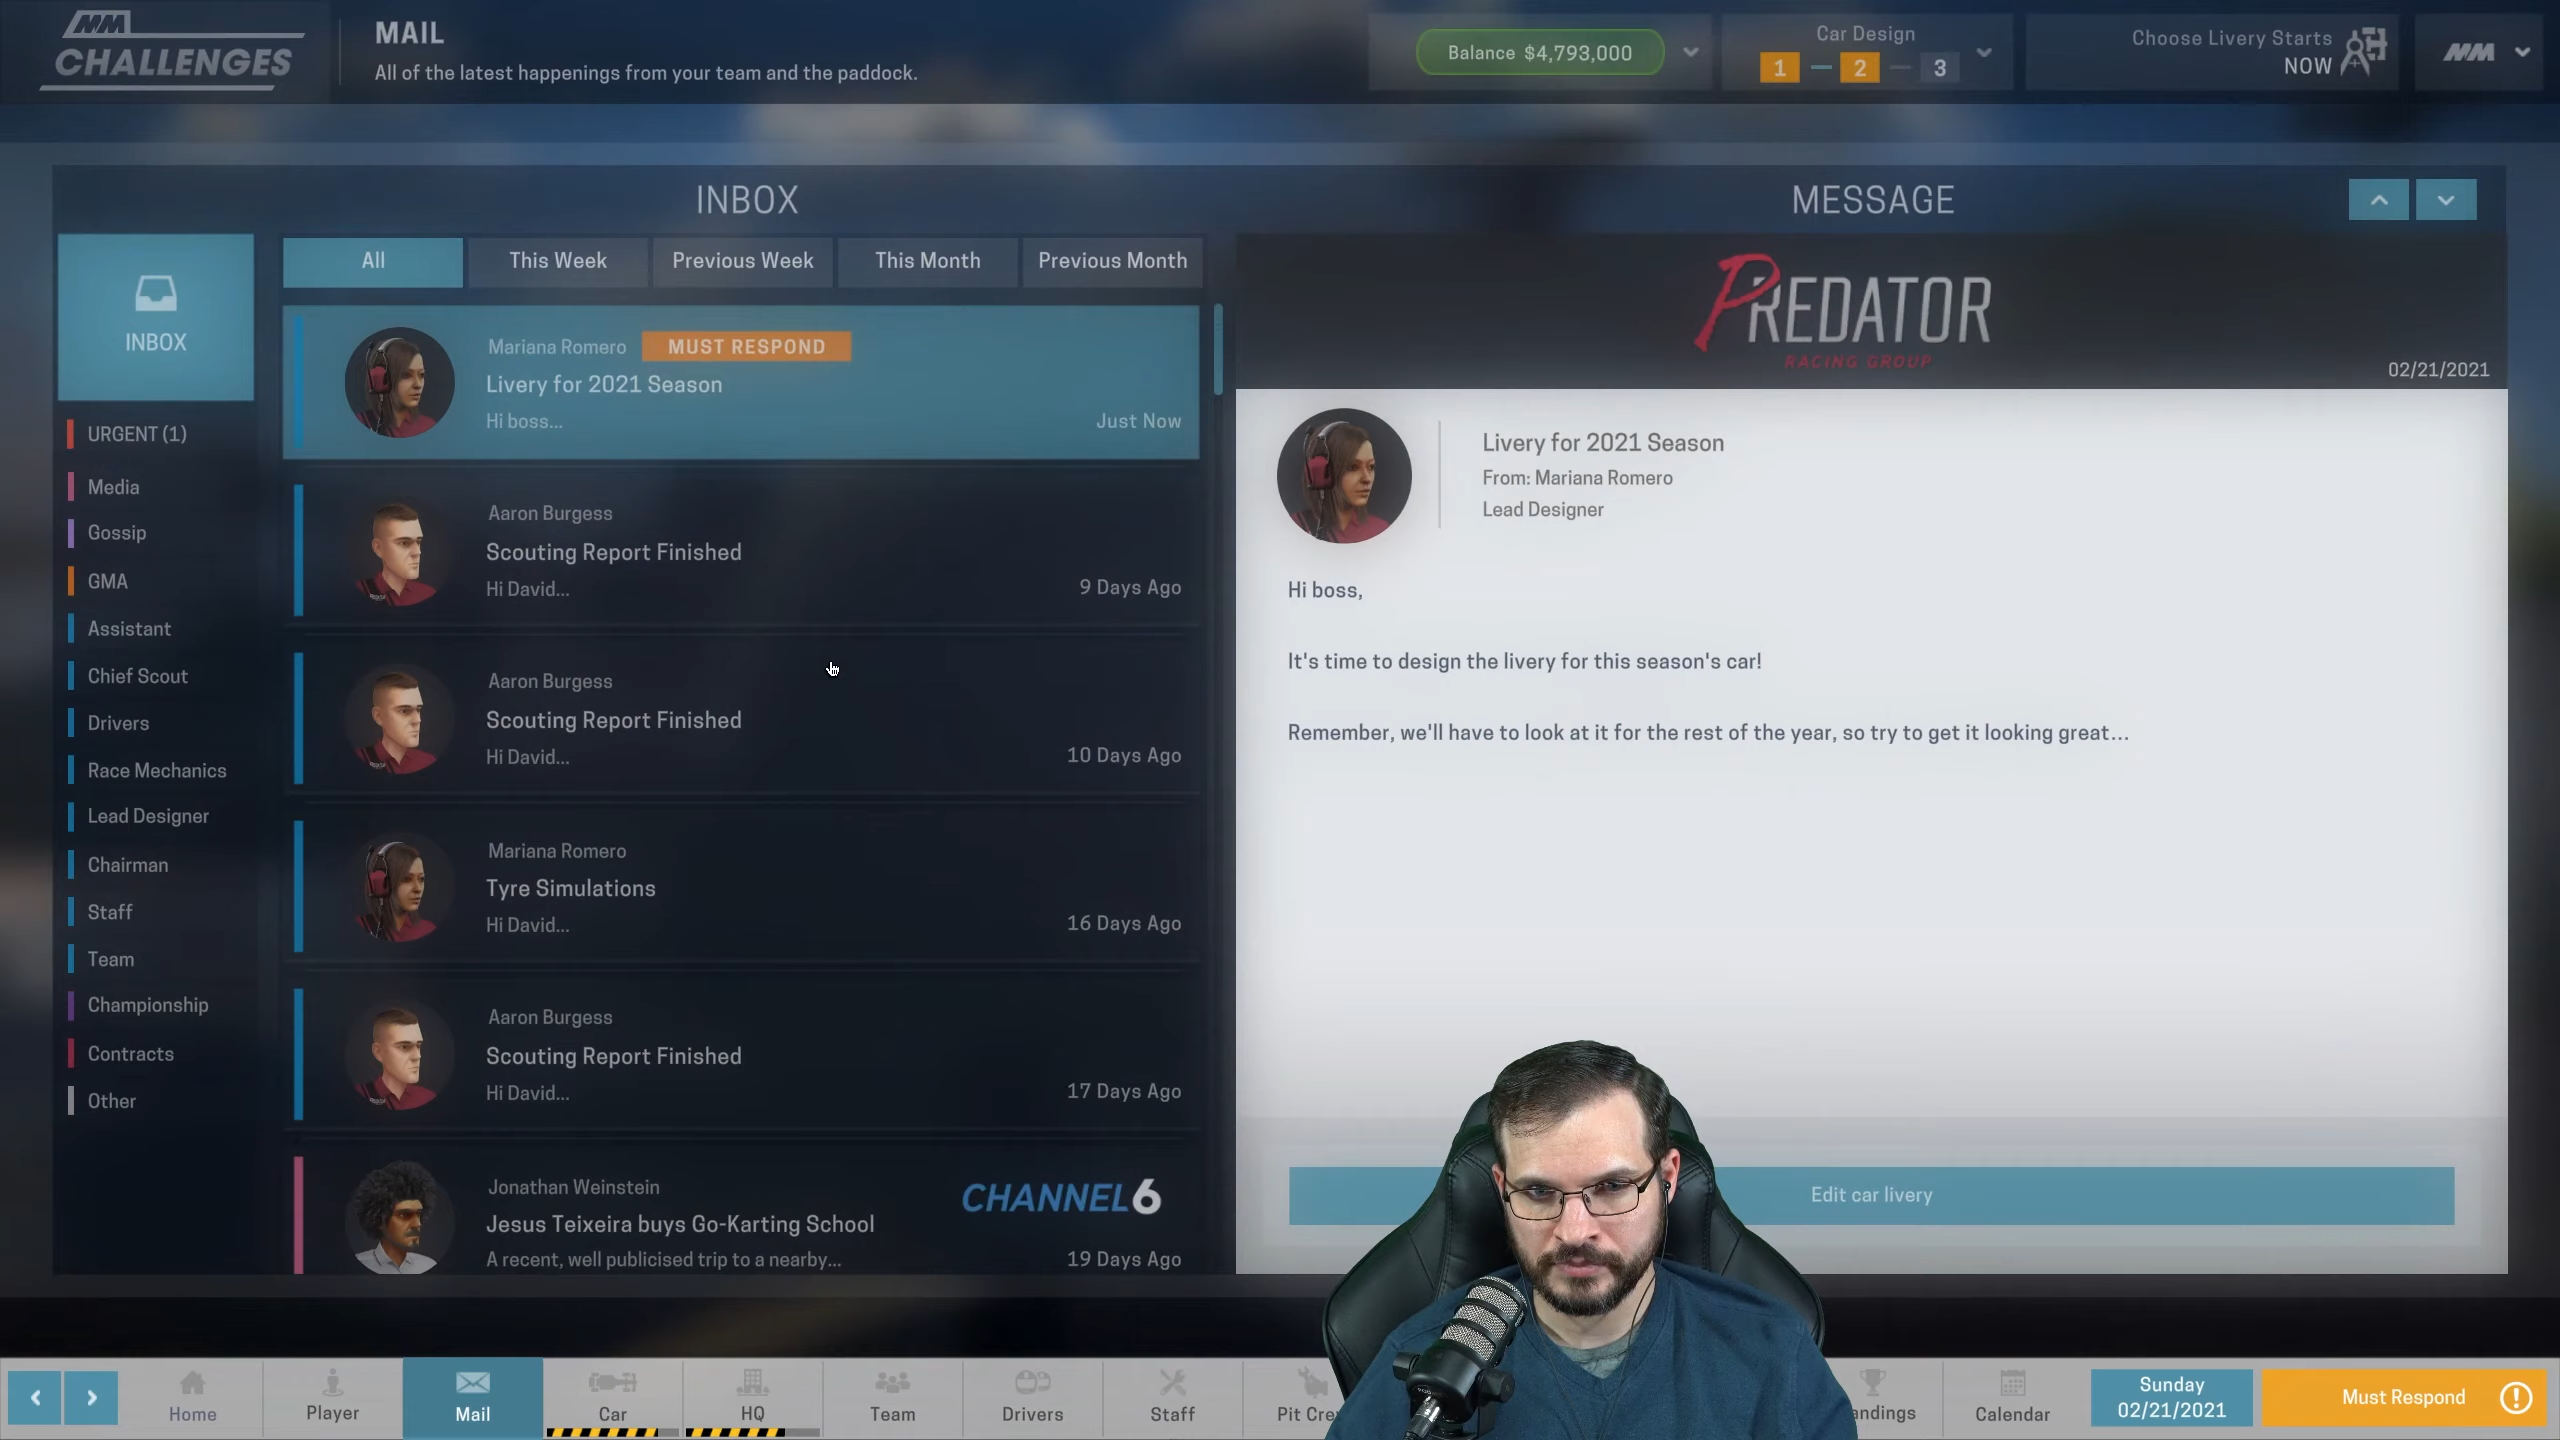 MM
CHALLENGES
MAIL
All of the latest happenings from your team and the paddock.
Balance $4,793,000
Car Design
1 2 3
Choose Livery Starts
NOW
MM
INBOX
MESSAGE
INBOX
URGENT (1)
Media
Gossip
GMA
Assistant
Chief Scout
Drivers
Race Mechanics
Lead Designer
Chairman
Staff
Team
Championship
Contracts
Other
All
This Week
Previous Week
This Month
Previous Month
Mariana Romero
MUST RESPOND
Livery for 2021 Season
Hi boss...
Just Now
Aaron Burgess
Scouting Report Finished
Hi David...
9 Days Ago
Aaron Burgess
Scouting Report Finished
Hi David...
10 Days Ago
Mariana Romero
Tyre Simulations
Hi David...
16 Days Ago
Aaron Burgess
Scouting Report Finished
Hi David...
17 Days Ago
Jonathan Weinstein
Jesus Teixeira buys Go-Karting School
A recent, well publicised trip to a nearby...
CHANNEL6
19 Days Ago
PREDATOR
RACING GROUP
02/21/2021
Livery for 2021 Season
From: Mariana Romero
Lead Designer
Hi boss,
It's time to design the livery for this season's car!
Remember, we'll have to look at it for the rest of the year, so try to get it looking great...
Edit car livery
Home
Player
Mail
Car
HQ
Team
Drivers
Staff
Pit Cre
andings
Calendar
Sunday
02/21/2021
Must Respond